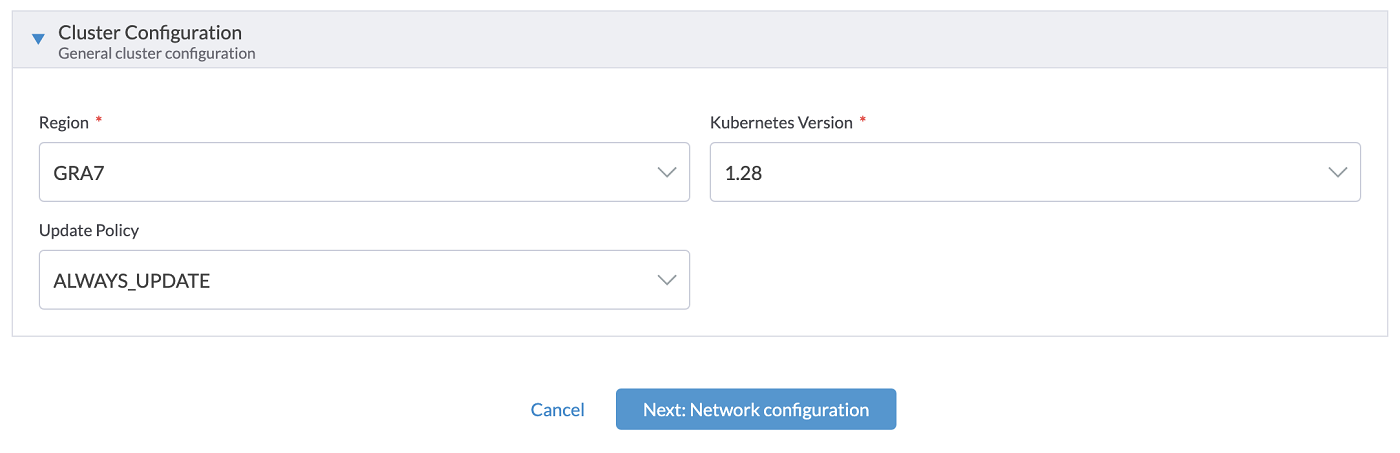 Cluster Configuration
General cluster configuration
Region *
Kubernetes Version *
GRA7
1.28
Update Policy
ALWAYS_UPDATE
Cancel
Next: Network configuration